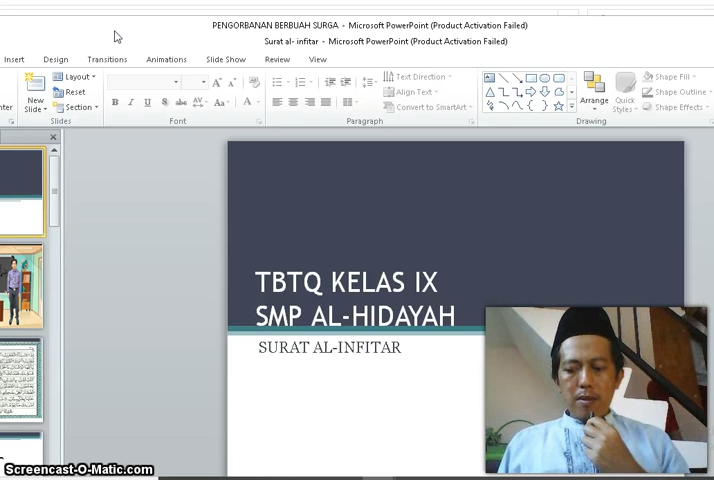 PENGORBANAN BERBUAH SURGA - Microsoft PowerPoint (Product Activation Failed)
Surat al- infitar - Microsoft PowerPoint (Product Activation Failed)
Insert Design Transitions Animations Slide Show Review View
Layout
Reset
Section
New
Slide
Slides
B I U S abc AV Aa A
Font
Text Direction
Align Text
Convert to SmartArt
Paragraph
Arrange
Quick
Styles
Shape Fill
Shape Outline
Shape Effects
Drawing
TBTQ KELAS IX
SMP AL-HIDAYAH
SURAT AL-INFITAR
Screencast-O-Matic.com